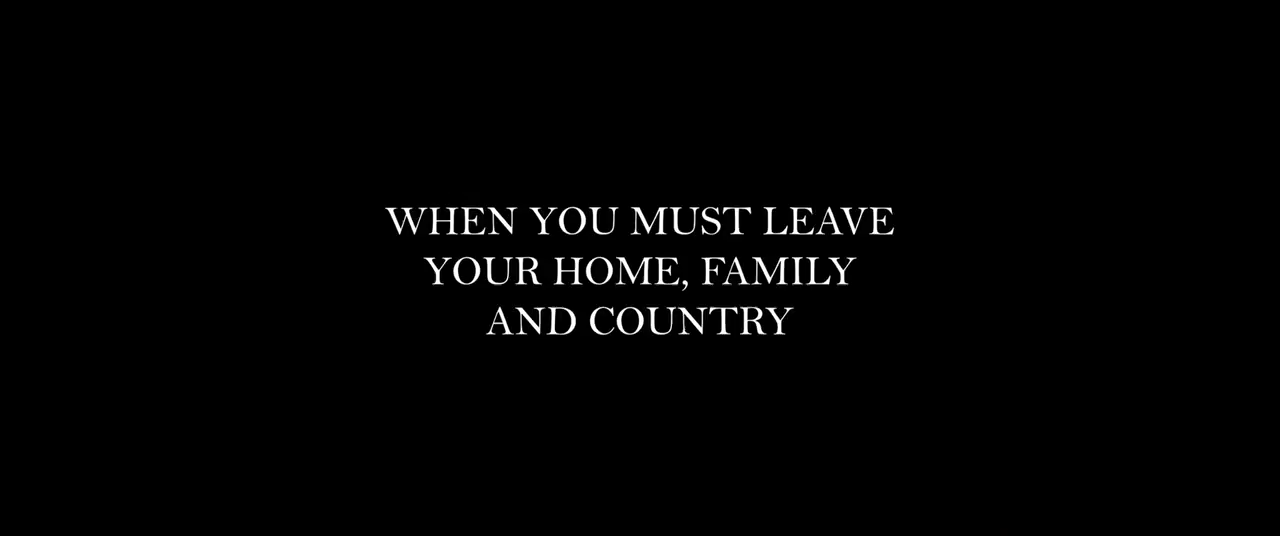 WHEN YOU MUST LEAVE
YOUR HOME, FAMILY
AND COUNTRY